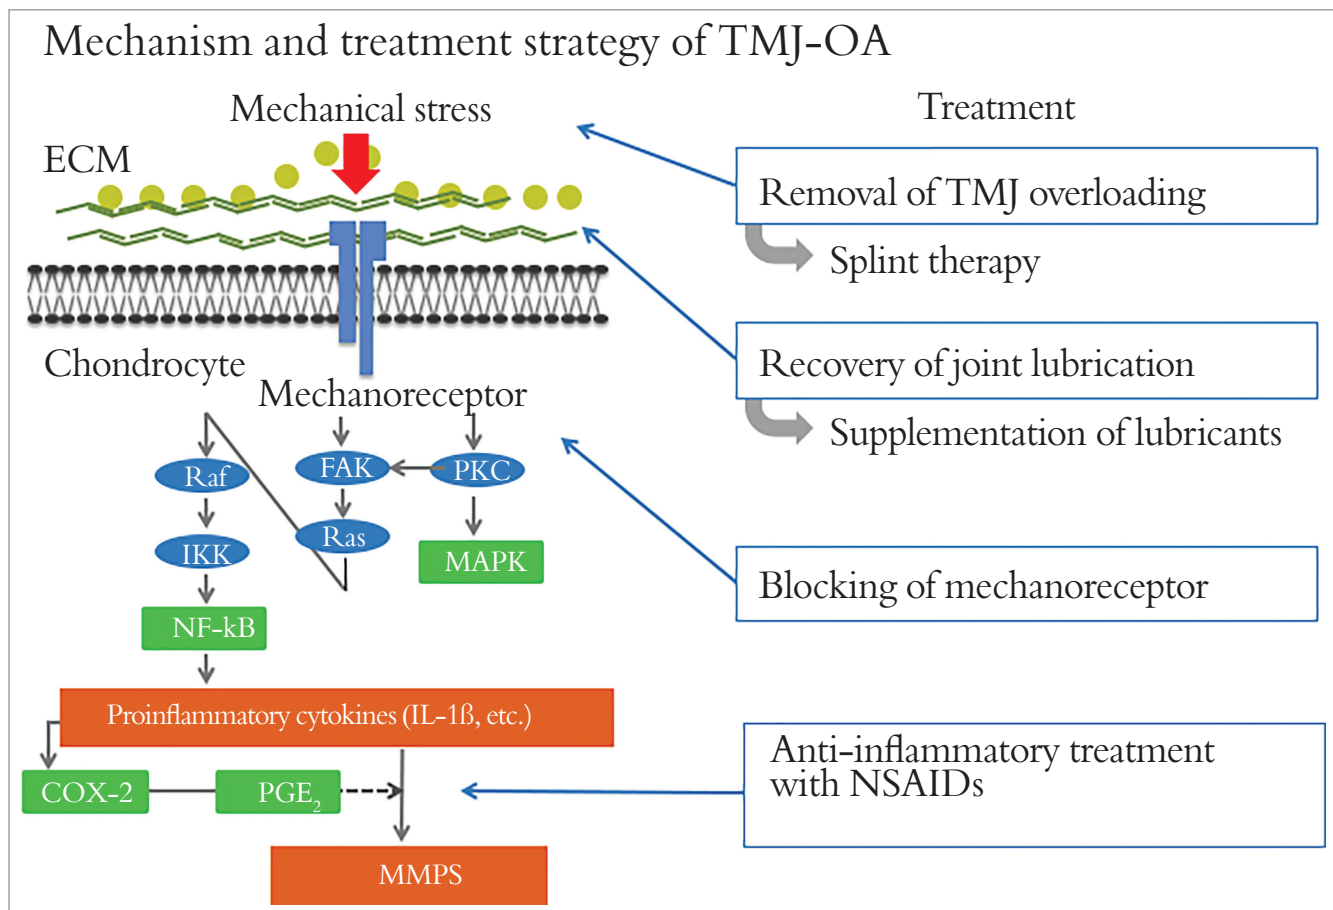 Mechanism and treatment strategy of TMJ-OA
Mechanical stress
ECM
Chondrocyte
Mechanoreceptor
Raf
FAK
PKC
IKK
Ras
MAPK
NF-kB
Proinflammatory cytokines (IL-1ß, etc.)
COX-2
PGE2
MMPS
Treatment
Removal of TMJ overloading
Splint therapy
Recovery of joint lubrication
Supplementation of lubricants
Blocking of mechanoreceptor
Anti-inflammatory treatment
with NSAIDs